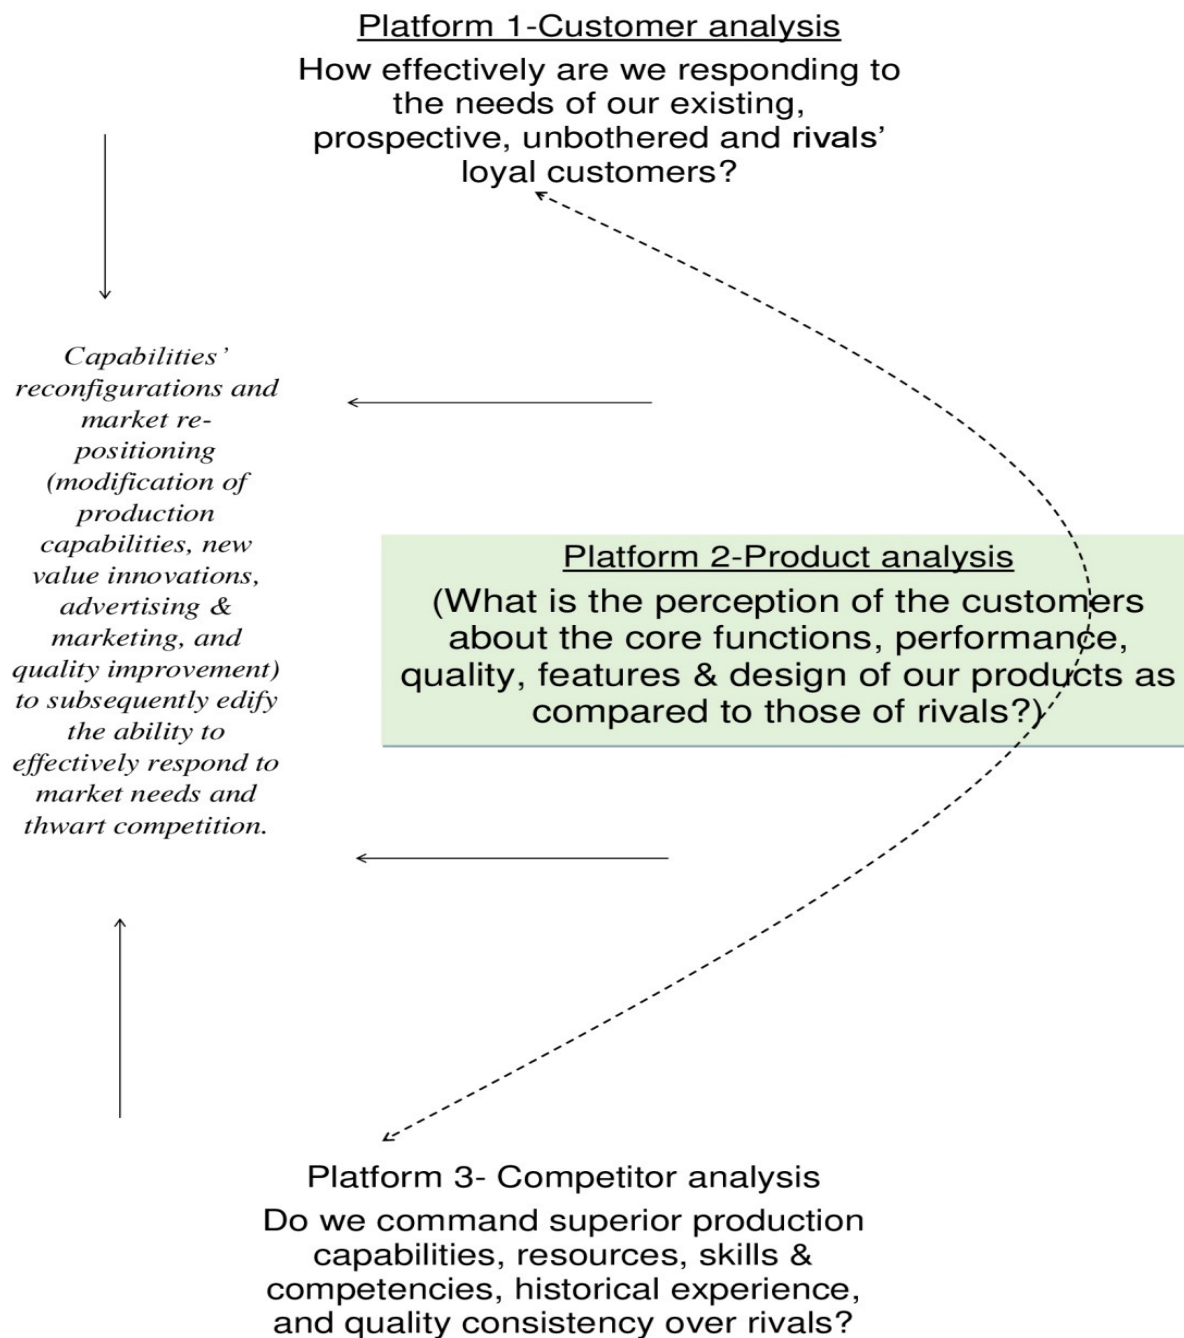 Platform 1-Customer analysis
How effectively are we responding to
the needs of our existing,
prospective, unbothered and rivals’
loyal customers?
Capabilities’
reconfigurations and
market re-
positioning
(modification of
production
capabilities, new
value innovations,
advertising &
marketing, and
quality improvement)
to subsequently edify
the ability to
effectively respond to
market needs and
thwart competition.
Platform 2-Product analysis
(What is the perception of the customers
about the core functions, performance,
quality, features & design of our products as
compared to those of rivals?)
Platform 3- Competitor analysis
Do we command superior production
capabilities, resources, skills &
competencies, historical experience,
and quality consistency over rivals?